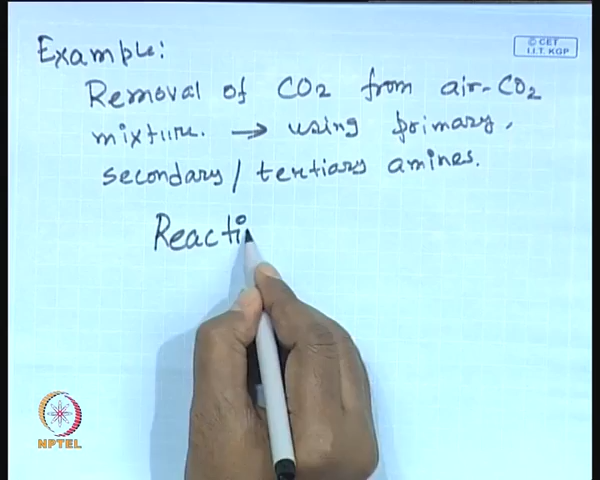 Example:
© CET
I.I.T. KGP
Removal of CO2 from air-CO2
mixture. → using primary,
secondary / tertiary amines.
Reacti
NPTEL